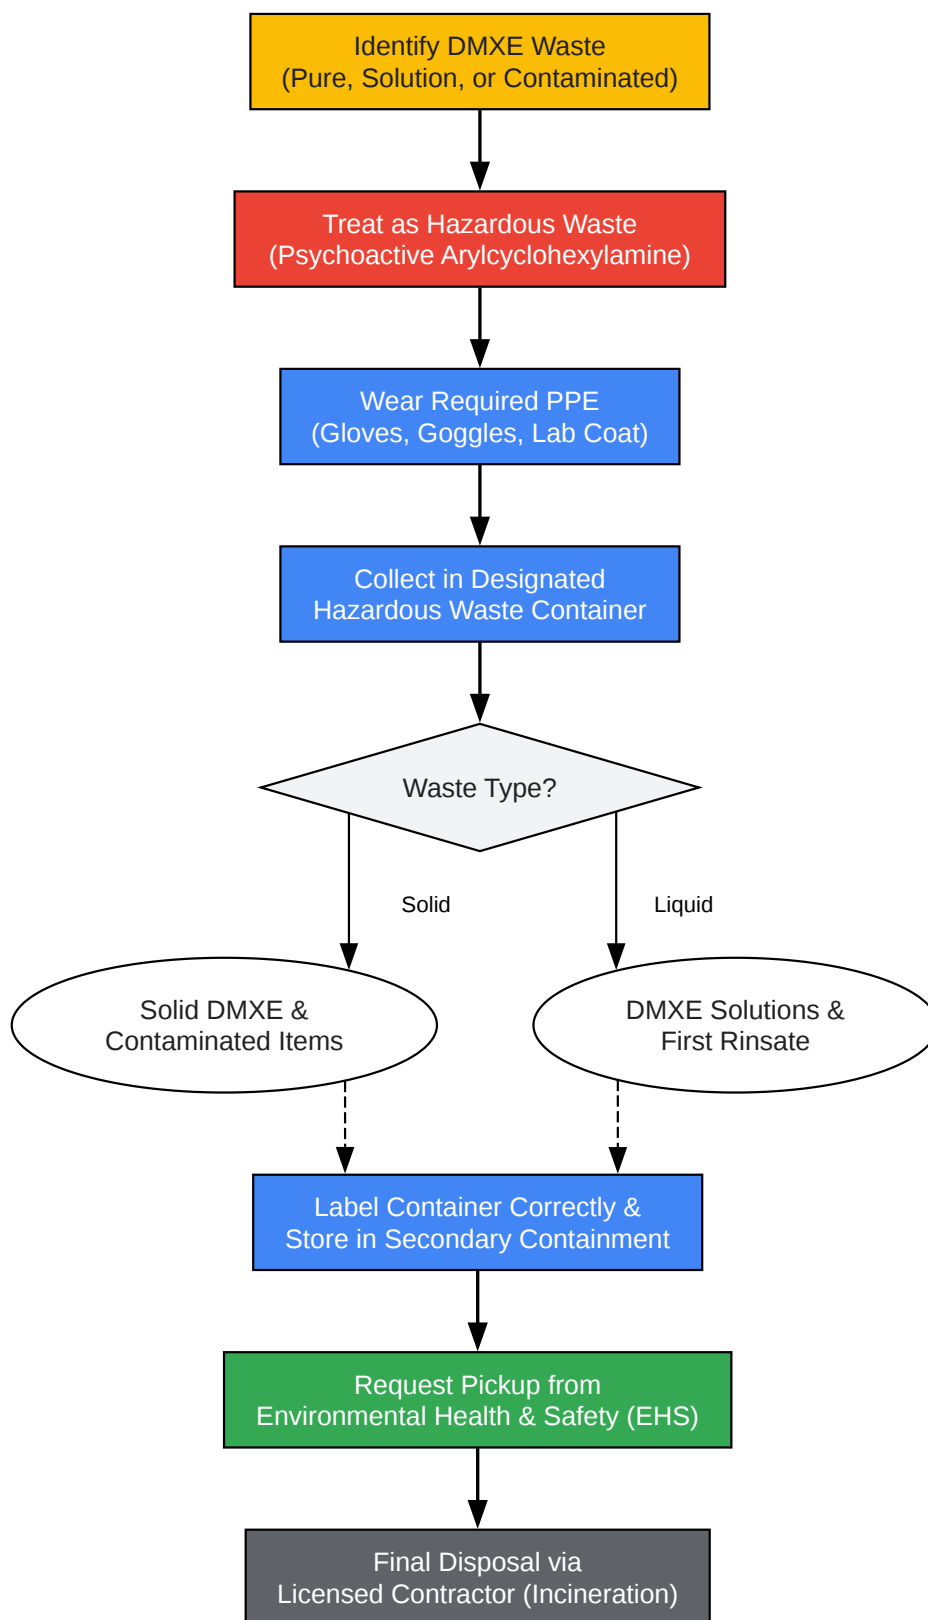 Identify DMXE Waste
(Pure, Solution, or Contaminated)
Treat as Hazardous Waste
(Psychoactive Arylcyclohexylamine)
Wear Required PPE
(Gloves, Goggles, Lab Coat)
Collect in Designated
Hazardous Waste Container
Waste Type?
Solid
Liquid
Solid DMXE &
Contaminated Items
DMXE Solutions &
First Rinsate
Label Container Correctly &
Store in Secondary Containment
Request Pickup from
Environmental Health & Safety (EHS)
Final Disposal via
Licensed Contractor (Incineration)